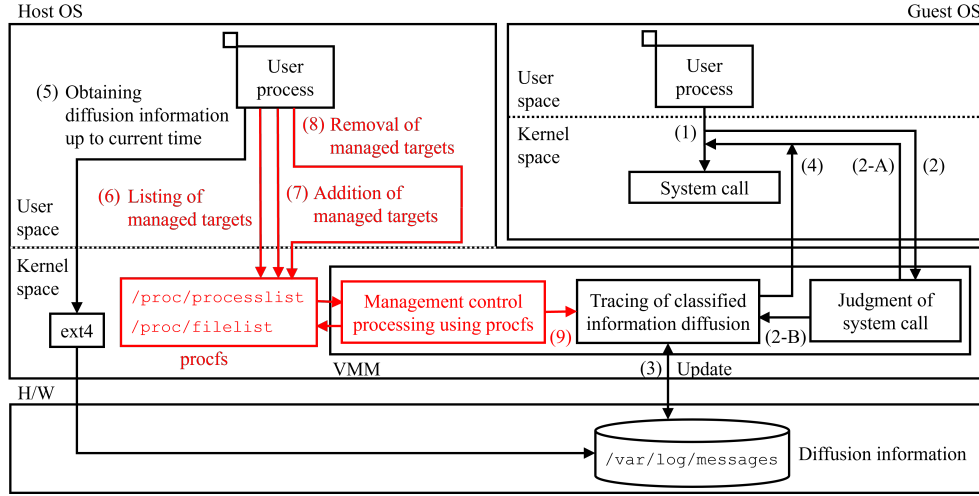 Host OS
Guest OS
User
process
User
process
(5) Obtaining
diffusion information
up to current time
(8) Removal of
managed targets
(6) Listing of
managed targets
(7) Addition of
managed targets
User
space
Kernel
space
User
space
Kernel
space
(1)
(4)
(2-A)
(2)
System call
/proc/processlist
/proc/filelist
procfs
ext4
Management control
processing using procfs
(9)
Tracing of classified
information diffusion
(2-B)
Judgment of
system call
VMM
(3) Update
H/W
/var/log/messages
Diffusion information